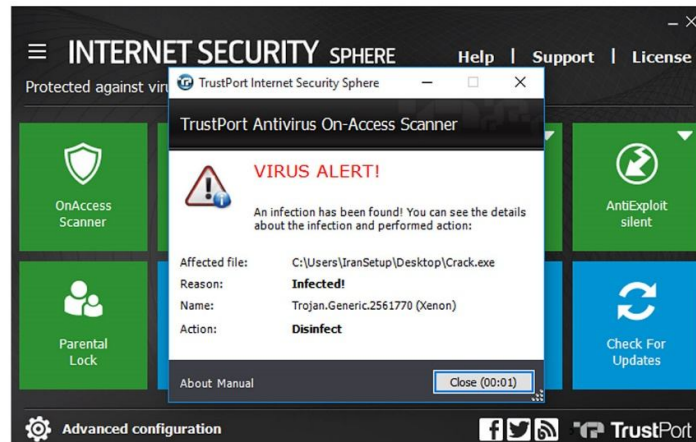 INTERNET SECURITY SPHERE
Help | Support | License
Protected against vir
TrustPort Internet Security Sphere
TrustPort Antivirus On-Access Scanner
VIRUS ALERT!
An infection has been found! You can see the details
about the infection and performed action:
Affected file: C:\Users\IranSetup\Desktop\Crack.exe
Reason: Infected!
Name: Trojan.Generic.2561770 (Xenon)
Action: Disinfect
About Manual
Close (00:01)
OnAccess
Scanner
AntiExploit
silent
Parental
Lock
Check For
Updates
Advanced configuration
TrustPort